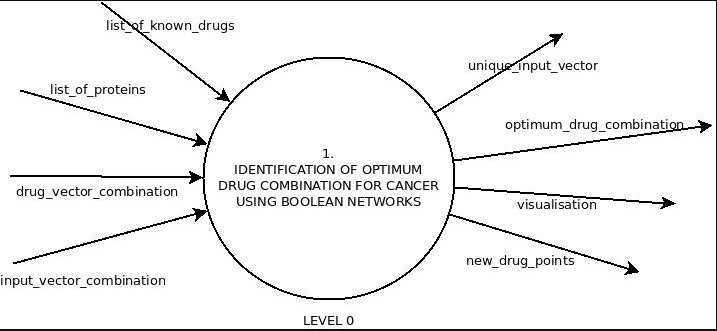 list_of_known_drugs
list_of_proteins
drug_vector_combination
input_vector_combination
1.
IDENTIFICATION OF OPTIMUM
DRUG COMBINATION FOR CANCER
USING BOOLEAN NETWORKS
unique_input_vector
optimum_drug_combination
visualisation
new_drug_points
LEVEL 0